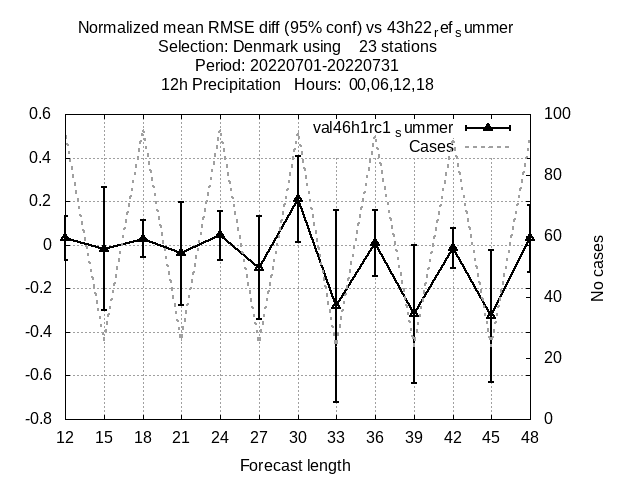 Normalized mean RMSE diff (95% conf) vs 43h22refsummer
Selection: Denmark using 23 stations
Period: 20220701-20220731
12h Precipitation Hours: 00,06,12,18
val46h1rc1summer
Cases
0.6
0.4
0.2
0
-0.2
-0.4
-0.6
-0.8
100
80
60
40
20
0
No cases
12 15 18 21 24 27 30 33 36 39 42 45 48
Forecast length